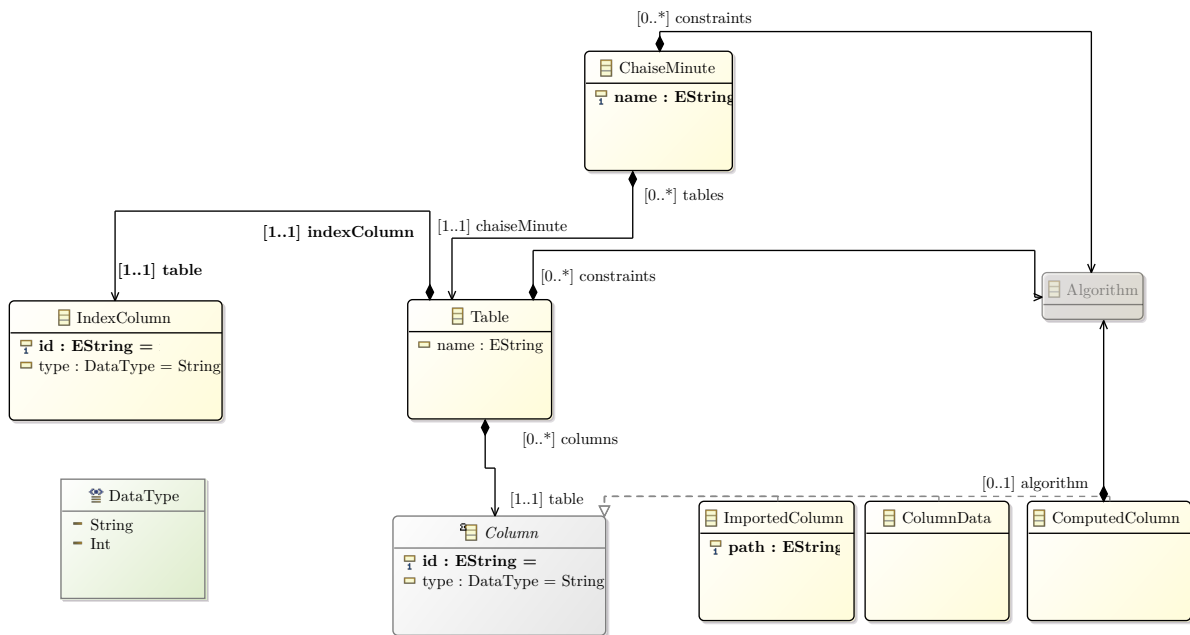 [0..*] constraints
ChaiseMinute
name : EString
[0..*] tables
[1..1] chaiseMinute
[1..1] indexColumn
[1..1] table
[0..*] constraints
Algorithm
IndexColumn
id : EString =
type : DataType = String
Table
name : EString
[0..*] columns
[1..1] table
[0..1] algorithm
DataType
String
Int
Column
id : EString =
type : DataType = String
ImportedColumn
path : EString
ColumnData
ComputedColumn